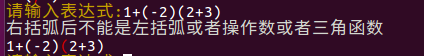 请输入表达式:1+(-2)(2+3)
右括弧后不能是左括弧或者操作数或者三角函数
1+(-2)(2+3)